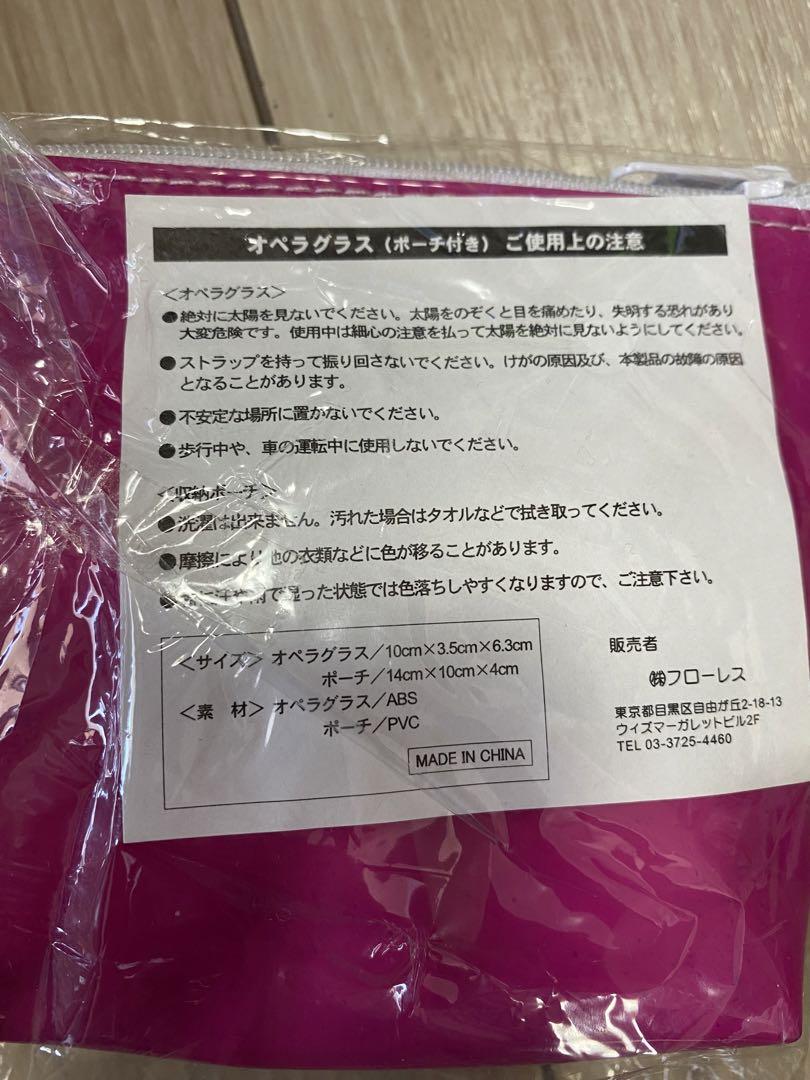 オペラグラス(ポーチ付き)ご使用上の注意
＜オペラグラス＞
●絶対に太陽を見ないでください。太陽をのぞくと目を痛めたり、失明する恐れがあり
大変危険です。使用中は細心の注意を払って太陽を絶対に見ないようにしてください。
●ストラップを持って振り回さないでください。けがの原因及び、本製品の故障の原因
となることがあります。
●不安定な場所に置かないでください。
●歩行中や、車の運転中に使用しないでください。
＜収納ポーチ＞
●洗濯は出来ません。汚れた場合はタオルなどで拭き取ってください。
●摩擦により他の衣類などに色が移ることがあります。
●雨で湿った状態では色落ちしやすくなりますので、ご注意下さい。
＜サイズ＞ オペラグラス／10cm×3.5cm×6.3cm
ポーチ／14cm×10cm×4cm
＜素　材＞ オペラグラス／ABS
ポーチ／PVC
MADE IN CHINA
販売者
㈱フローレス
東京都目黒区自由が丘2-18-13
ウイズマーガレットビル2F
TEL 03-3725-4460